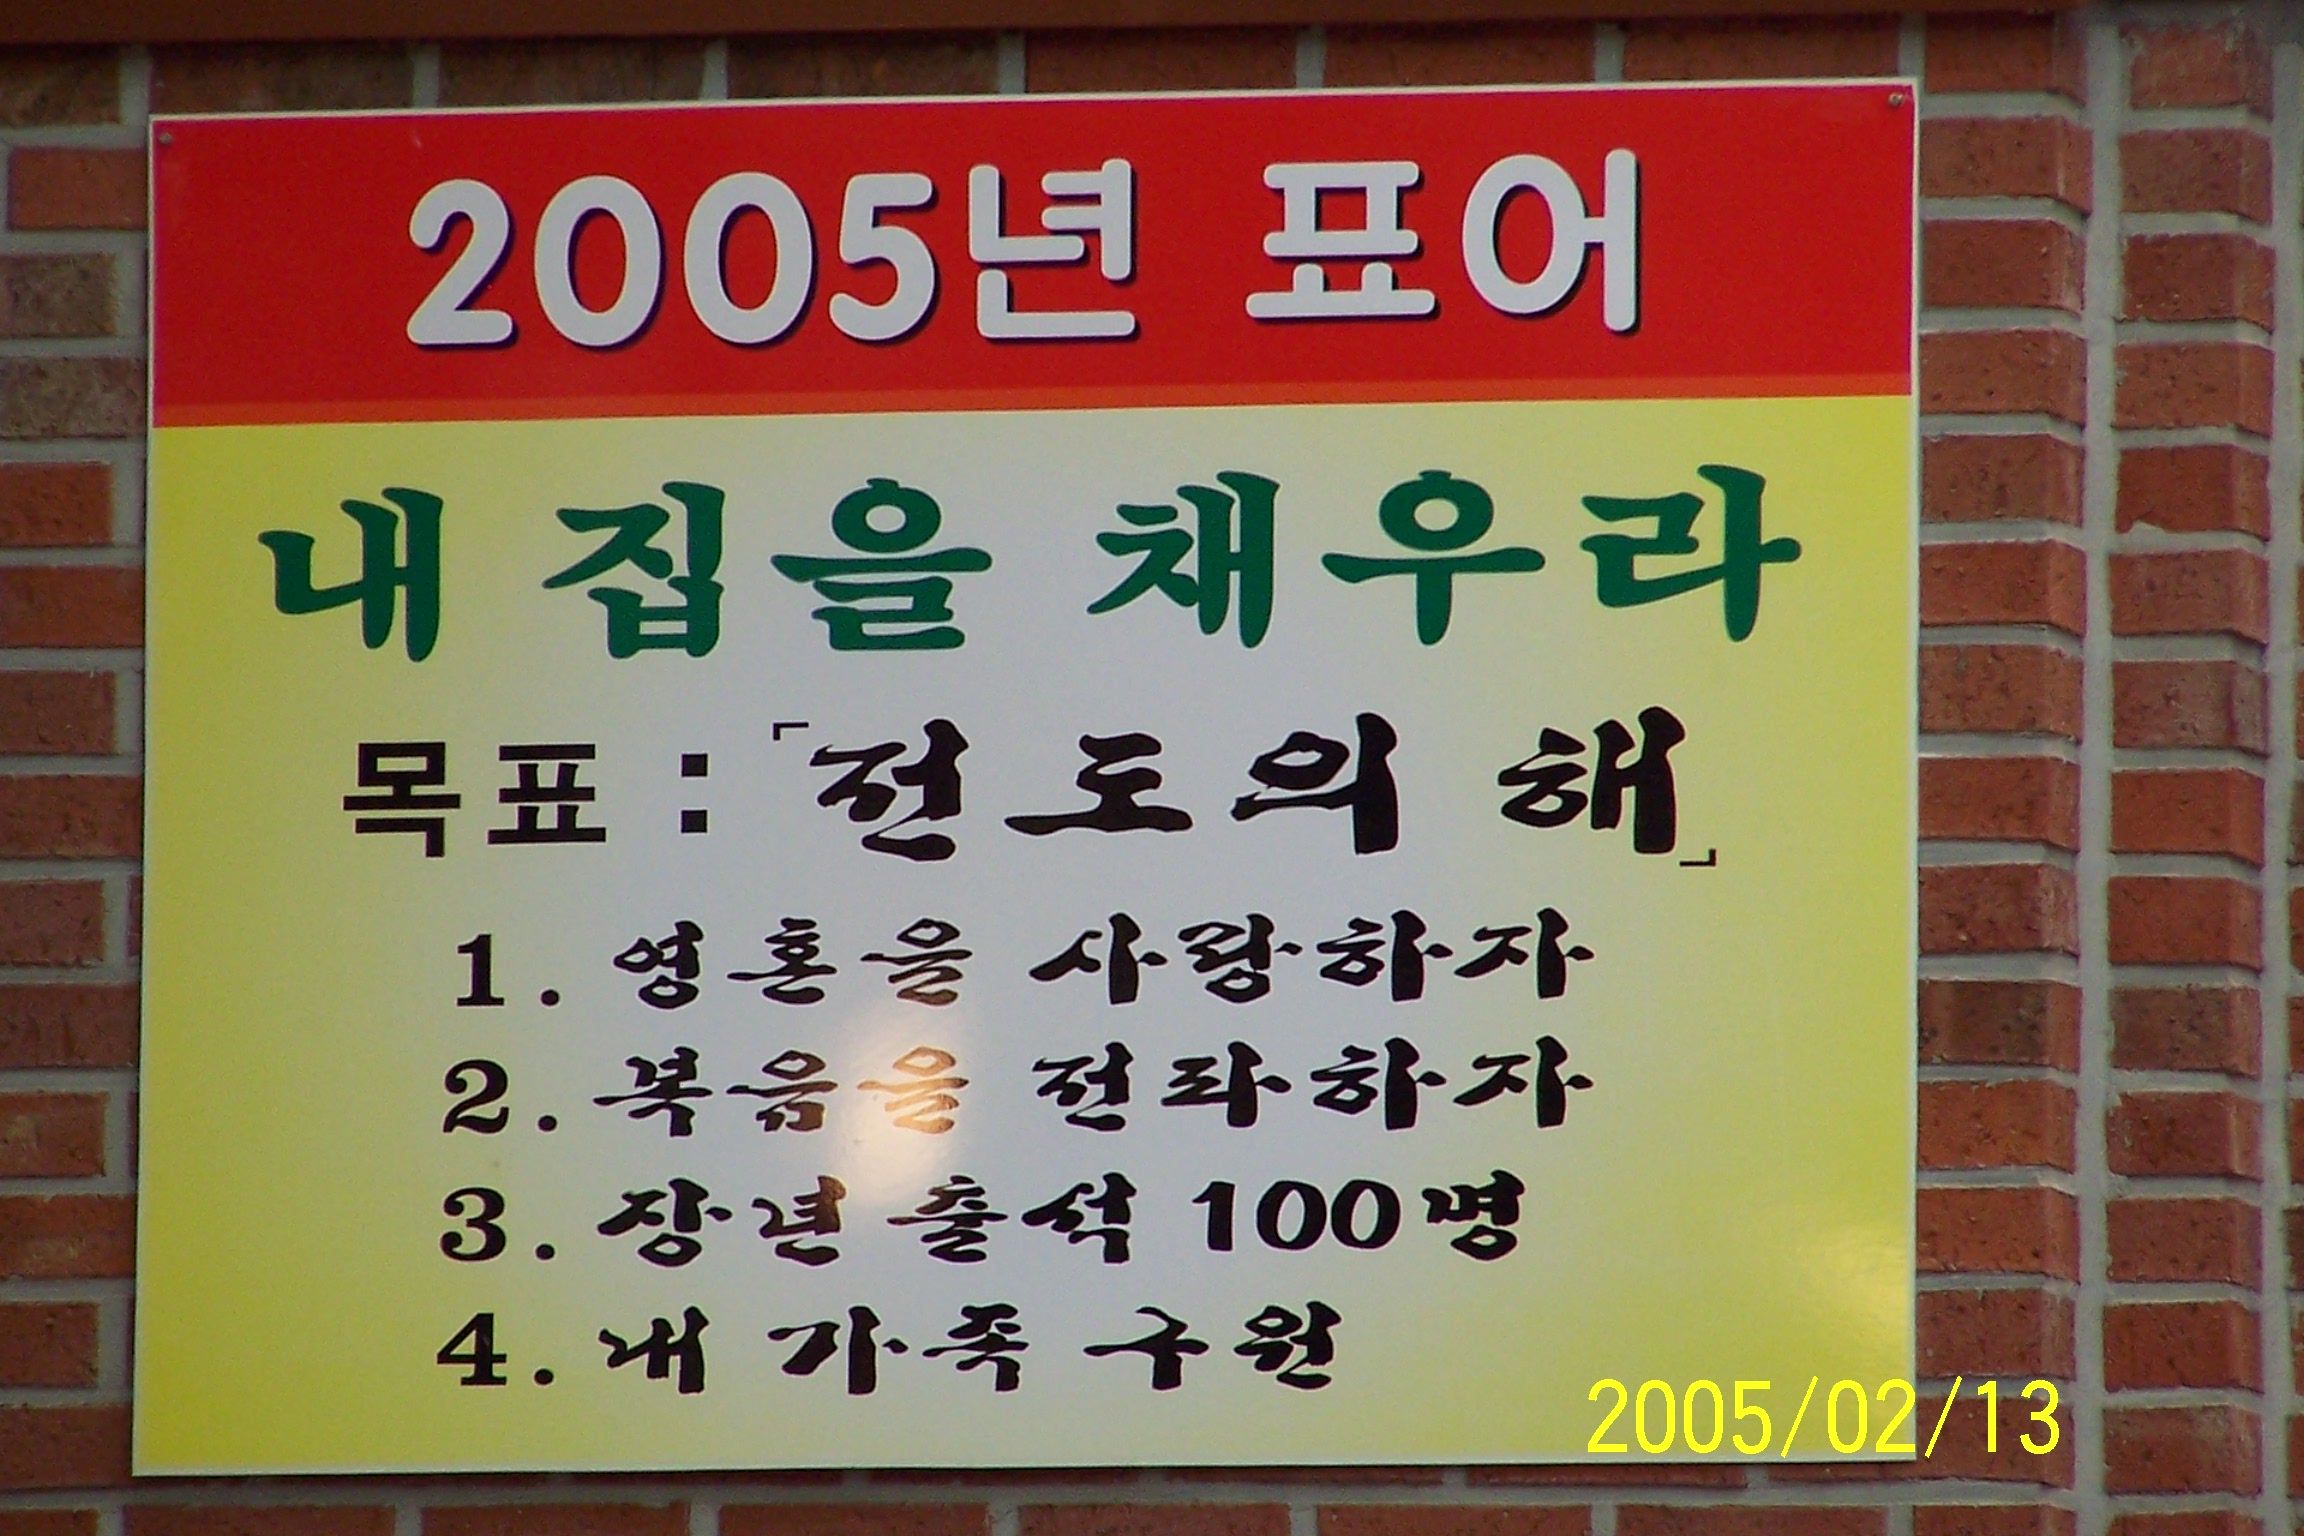 2005년 표어
내 집을 채우라
목표 : 「전도의 해」
1. 영혼을 사랑하자
2. 복음을 전파하자
3. 장년 출석 100명
4. 내 가족 구원
2005/02/13